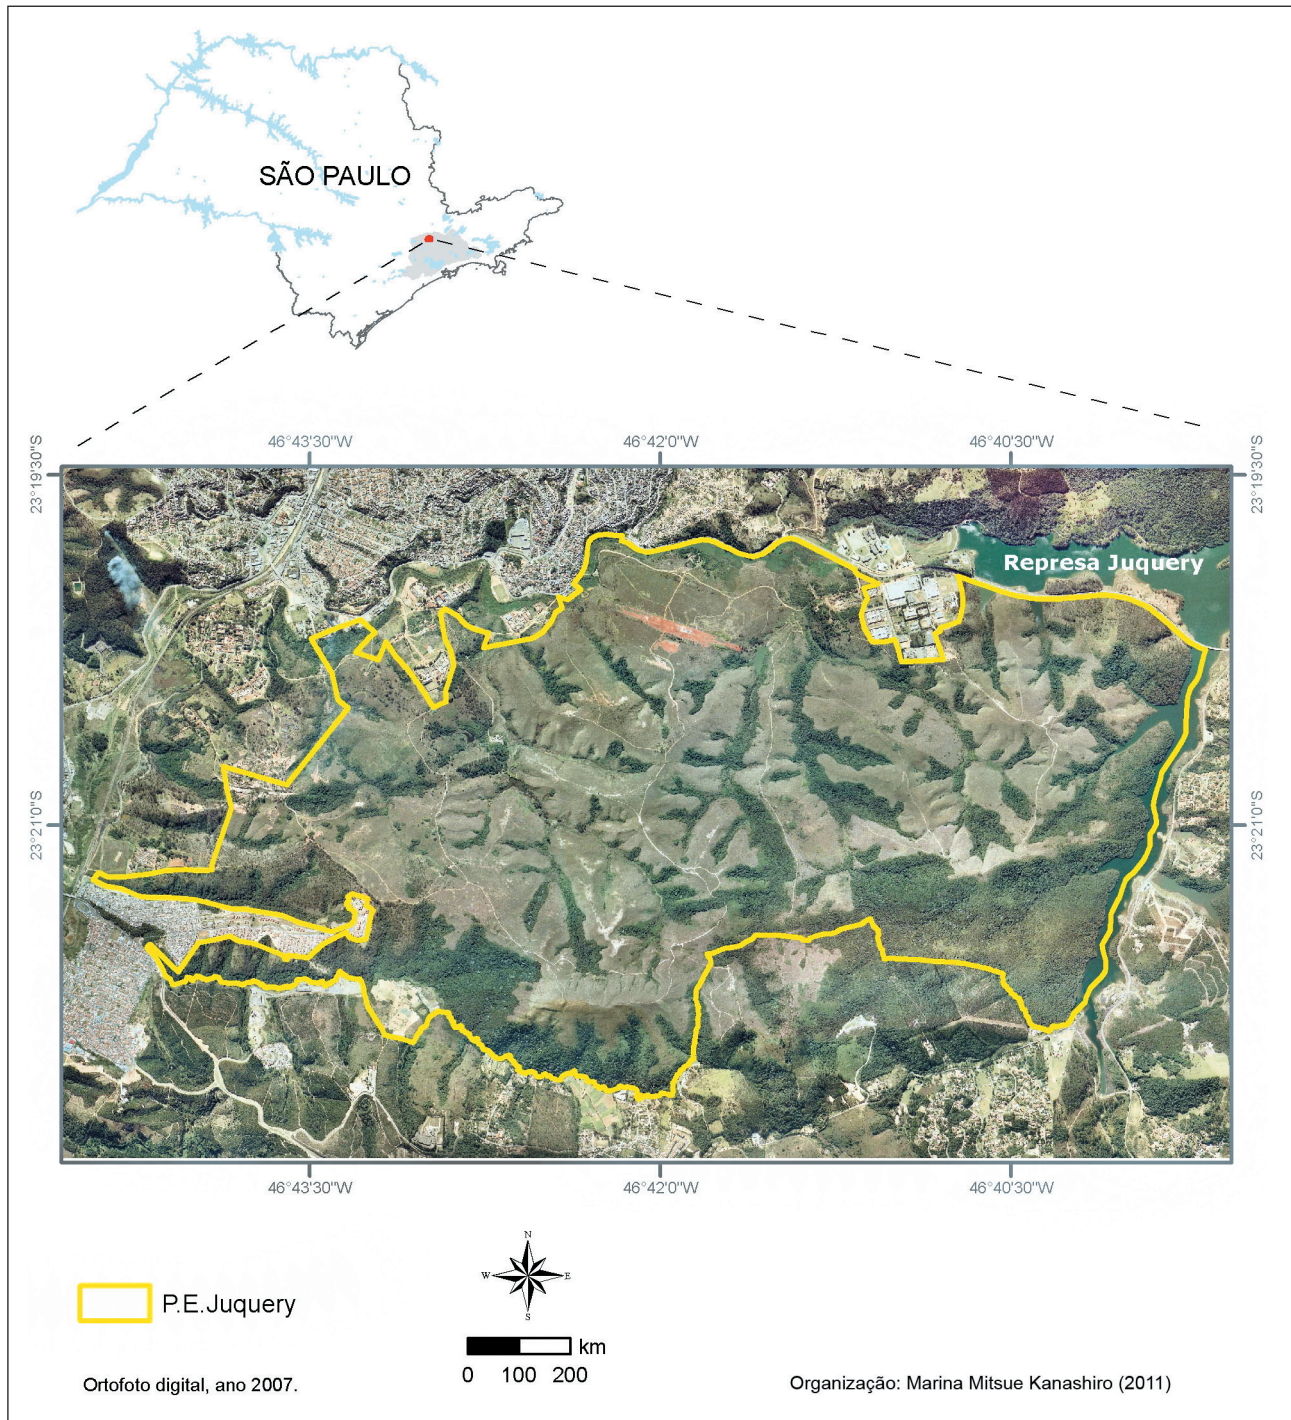 SÃO PAULO
46°43'30"W
46°42'0"W
46°40'30"W
23°19'30"S
23°19'30"S
Represa Juquery
23°21'0"S
23°21'0"S
46°43'30"W
46°42'0"W
46°40'30"W
N
W
E
S
P.E.Juquery
km
0 100 200
Ortofoto digital, ano 2007.
Organização: Marina Mitsue Kanashiro (2011)